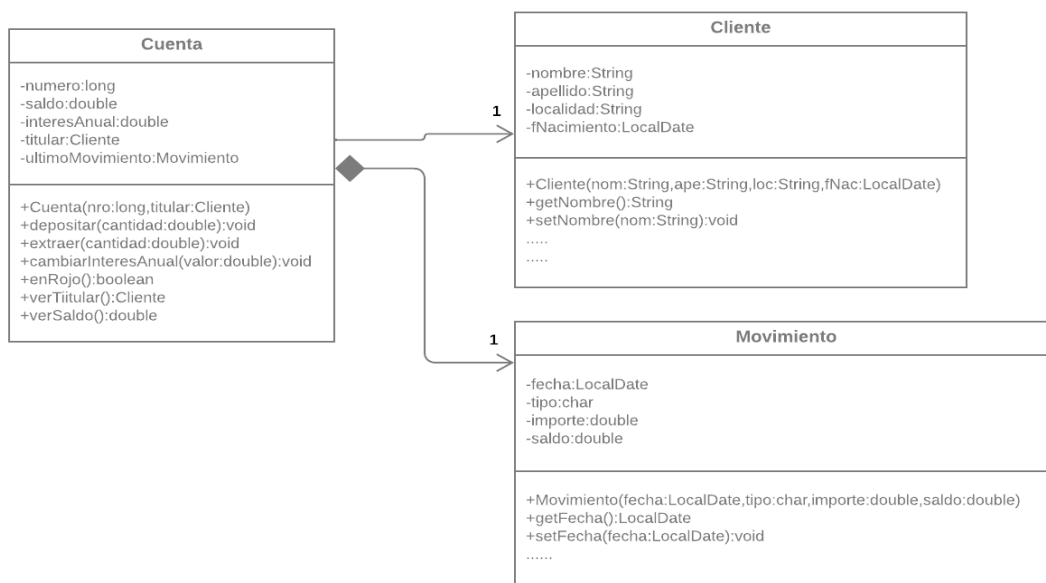 Cuenta
-numero:long
-saldo:double
-interesAnual:double
-titular:Cliente
-ultimoMovimiento:Movimiento
+Cuenta(nro:long,titular:Cliente)
+depositar(cantidad:double):void
+extraer(cantidad:double):void
+cambiarInteresAnual(valor:double):void
+enRojo():boolean
+verTiitular():Cliente
+verSaldo():double
1
Cliente
-nombre:String
-apellido:String
-localidad:String
-fNacimiento:LocalDate
+Cliente(nom:String,ape:String,loc:String,fNac:LocalDate)
+getNombre():String
+setNombre(nom:String):void
.....
.....
1
Movimiento
-fecha:LocalDate
-tipo:char
-importe:double
-saldo:double
+Movimiento(fecha:LocalDate,tipo:char,importe:double,saldo:double)
+getFecha():LocalDate
+setFecha(fecha:LocalDate):void
......